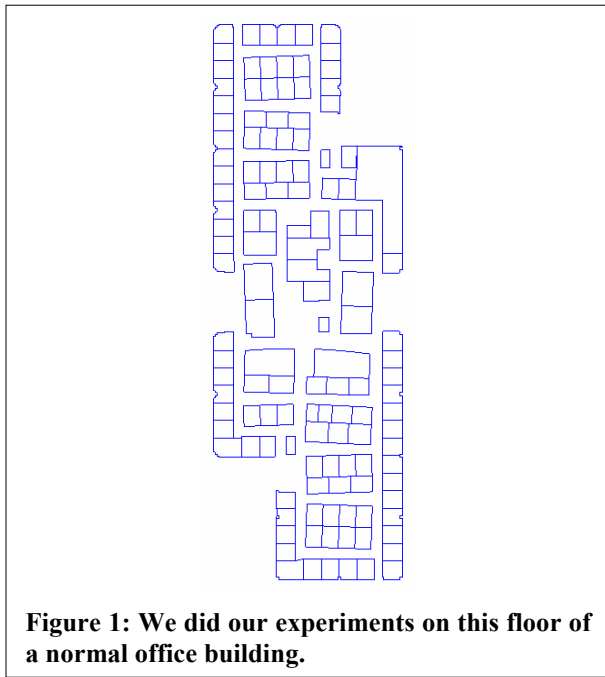 Figure 1: We did our experiments on this floor of
a normal office building.